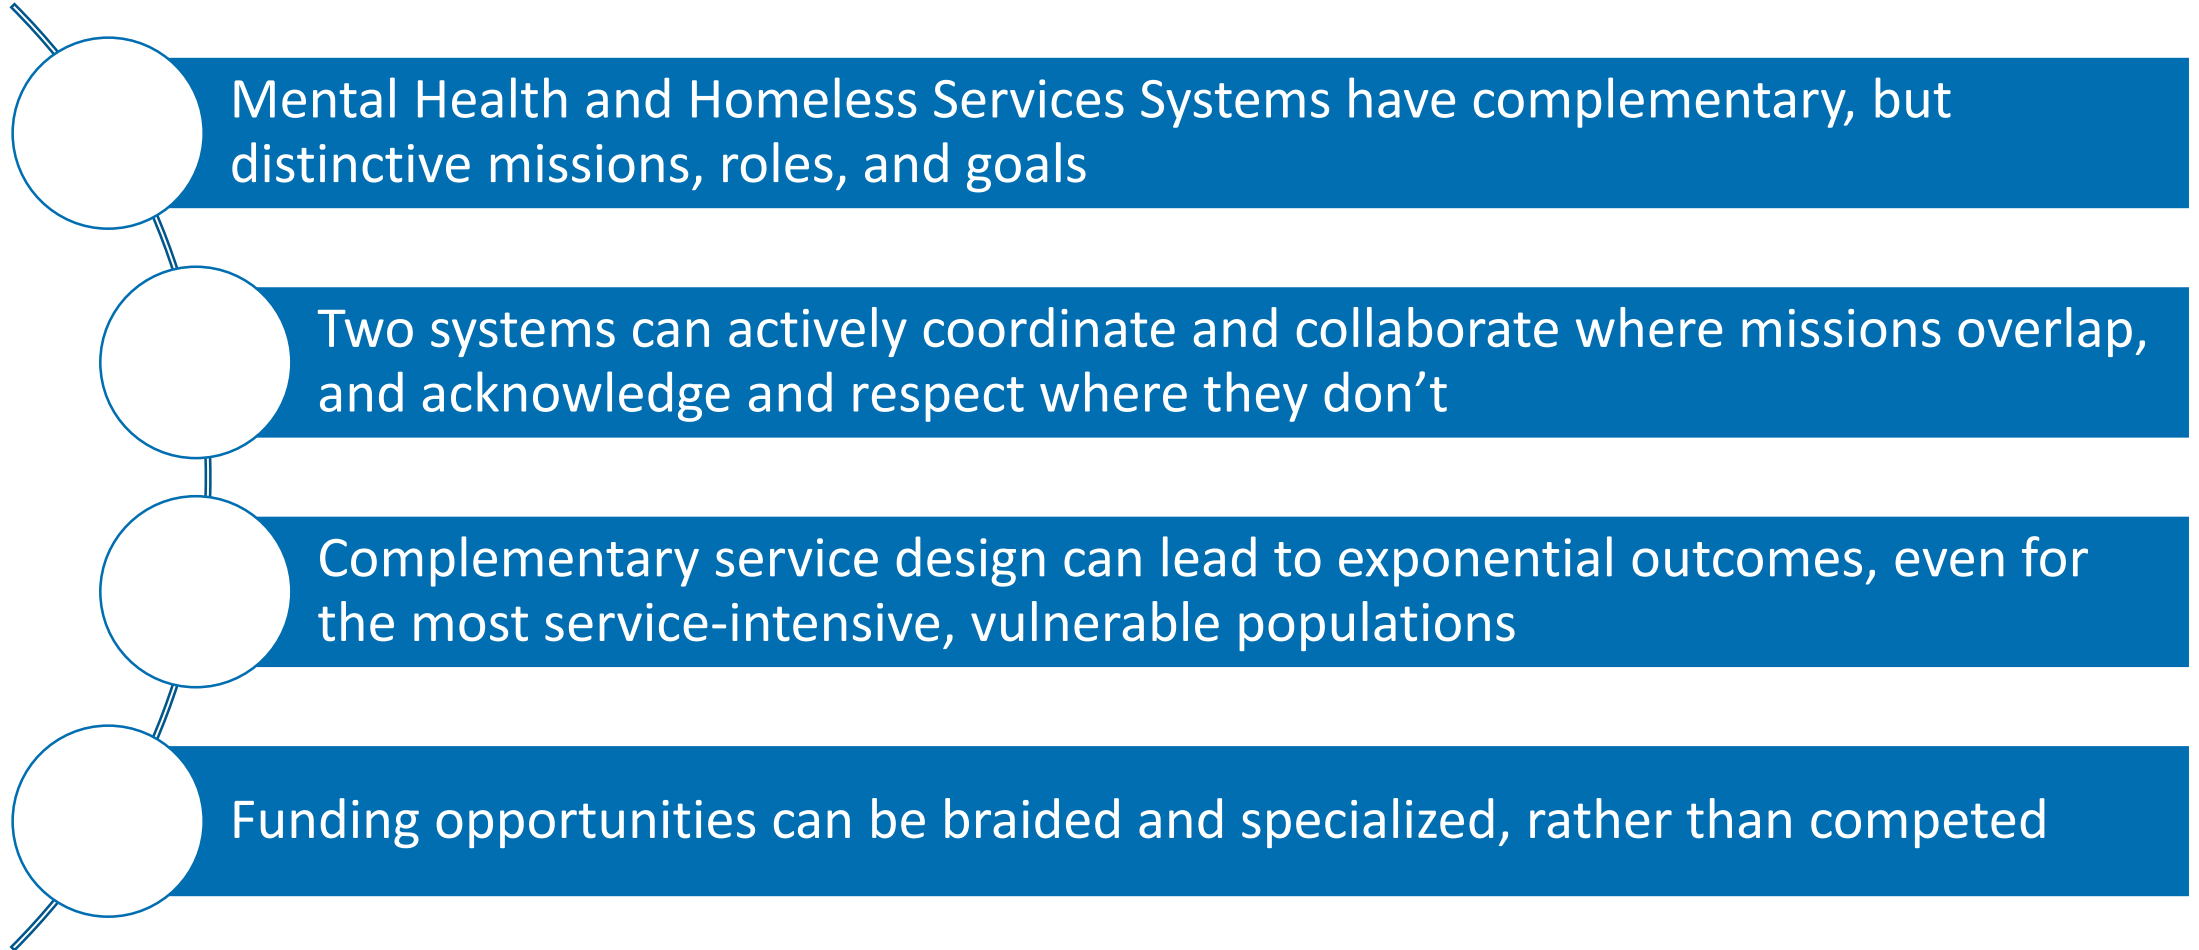 Mental Health and Homeless Services Systems have complementary, but
distinctive missions, roles, and goals
Two systems can actively coordinate and collaborate where missions overlap,
and acknowledge and respect where they don’t
Complementary service design can lead to exponential outcomes, even for
the most service-intensive, vulnerable populations
Funding opportunities can be braided and specialized, rather than competed